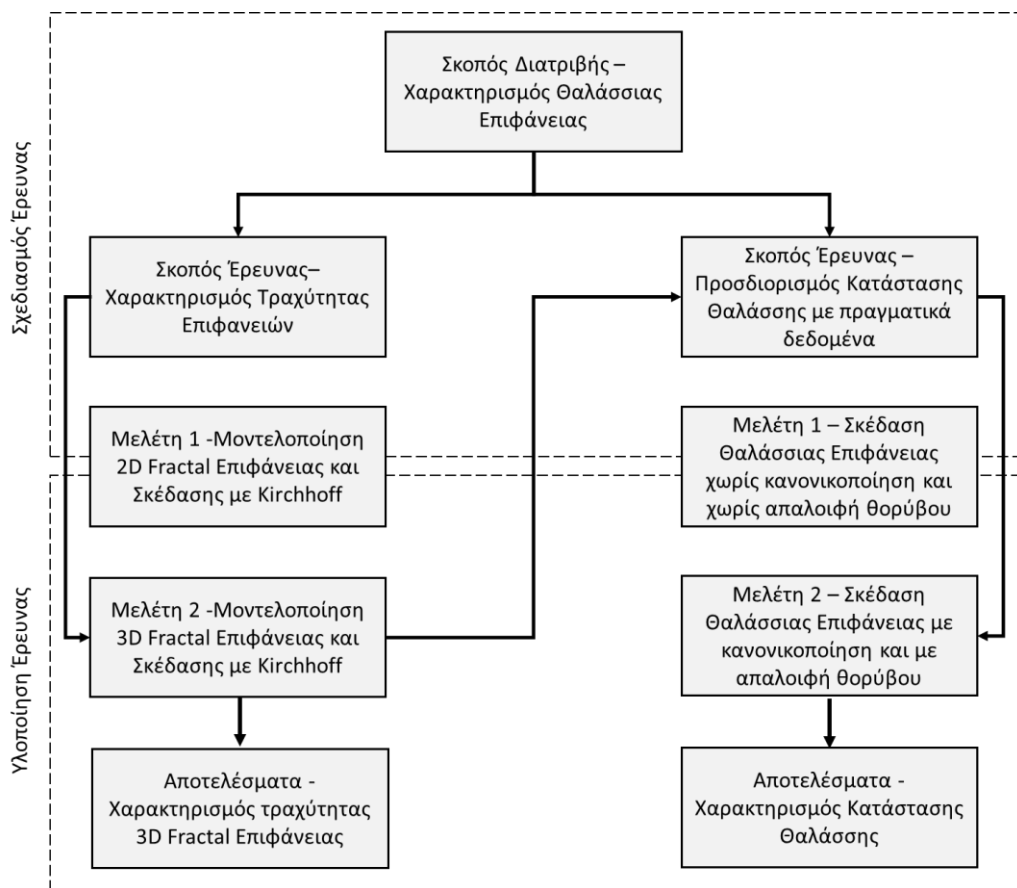 Σκοπός Διατριβής –
Χαρακτηρισμός Θαλάσσιας
Επιφάνειας
Σχεδιασμός Έρευνας
Σκοπός Έρευνας–
Χαρακτηρισμός Τραχύτητας
Επιφανειών
Σκοπός Έρευνας –
Προσδιορισμός Κατάστασης
Θαλάσσης με πραγματικά
δεδομένα
Μελέτη 1 -Μοντελοποίηση
2D Fractal Επιφάνειας και
Σκέδασης με Kirchhoff
Μελέτη 1 – Σκέδαση
Θαλάσσιας Επιφάνειας
χωρίς κανονικοποίηση και
χωρίς απαλοιφή θορύβου
Υλοποίηση Έρευνας
Μελέτη 2 -Μοντελοποίηση
3D Fractal Επιφάνειας και
Σκέδασης με Kirchhoff
Μελέτη 2 – Σκέδαση
Θαλάσσιας Επιφάνειας με
κανονικοποίηση και με
απαλοιφή θορύβου
Αποτελέσματα -
Χαρακτηρισμός τραχύτητας
3D Fractal Επιφάνειας
Αποτελέσματα -
Χαρακτηρισμός Κατάστασης
Θαλάσσης